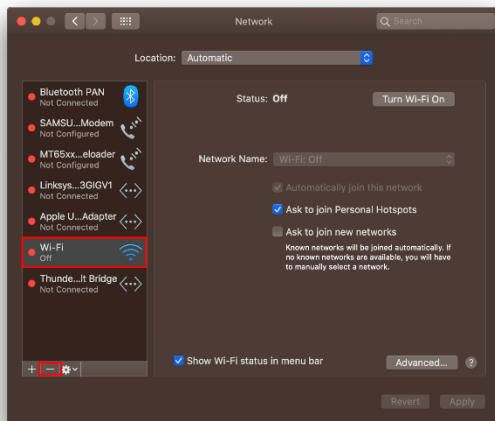 Network
Search
Location: Automatic
Bluetooth PAN
Not Connected
SAMSU...Modem
Not Configured
MT65xx...eloader
Not Configured
Linksys...3GIGV1
Not Connected
Apple U...Adapter
Not Connected
Wi-Fi
Off
Thunde...lt Bridge
Not Connected
Status: Off
Turn Wi-Fi On
Network Name: Wi-Fi: Off
Automatically join this network
Ask to join Personal Hotspots
Ask to join new networks
Known networks will be joined automatically. If
no known networks are available, you will have
to manually select a network.
Show Wi-Fi status in menu bar
Advanced... ?
Revert Apply